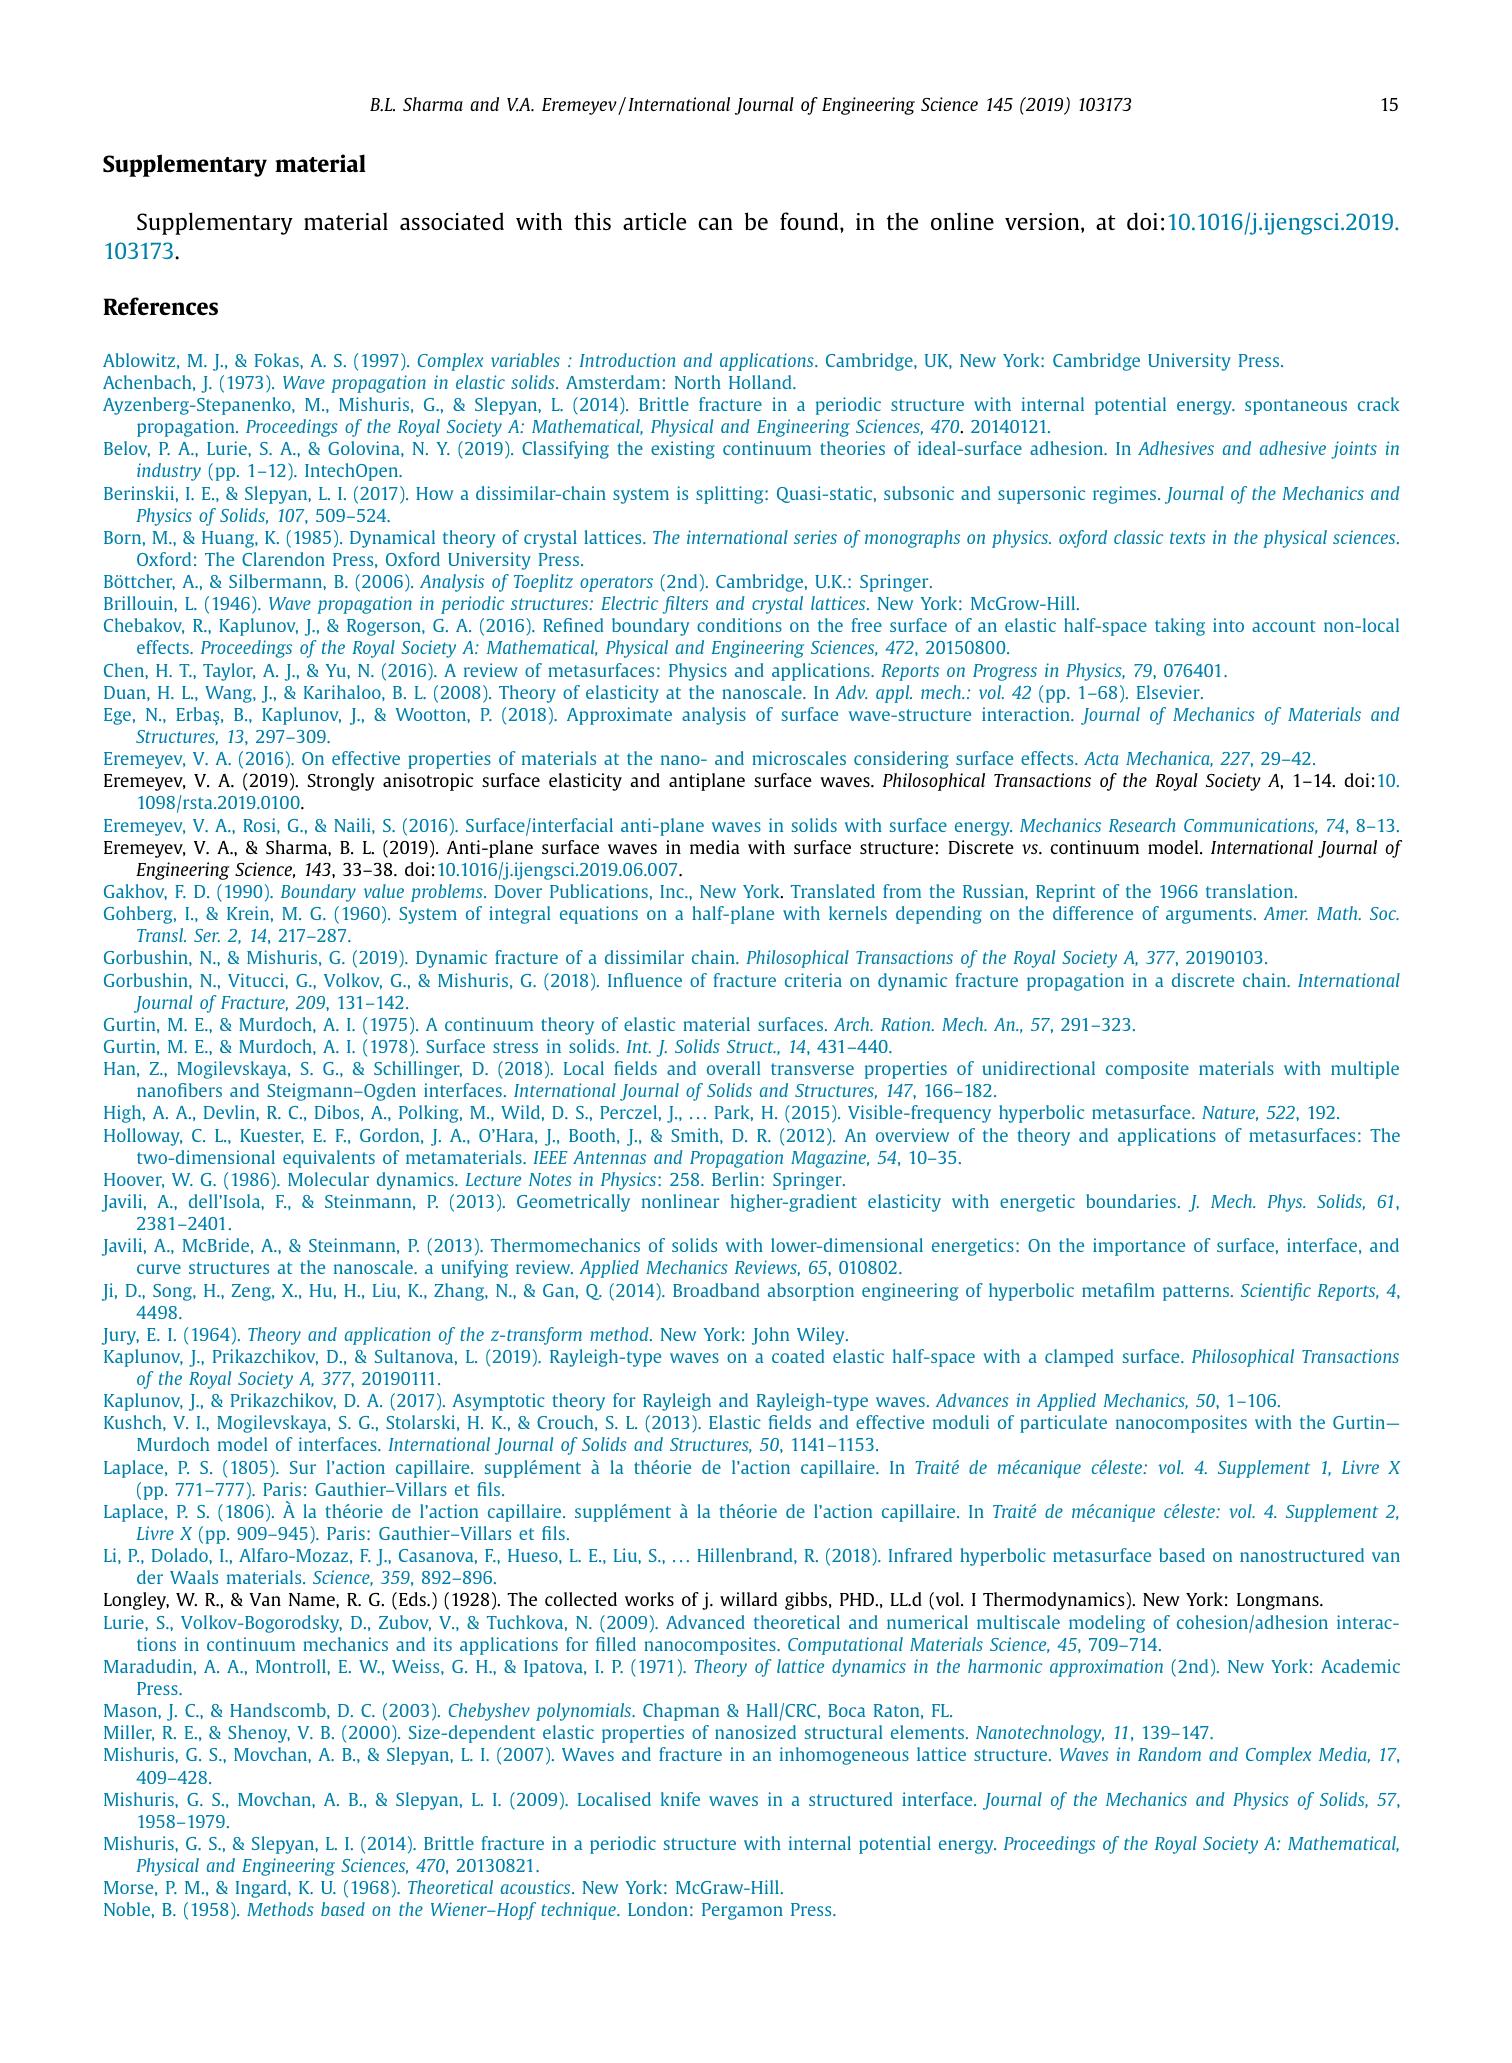 B.L. Sharma and V.A. Eremeyev / International Journal of Engineering Science 145 (2019) 103173 15
Supplementary material
Supplementary material associated with this article can be found, in the online version, at doi:10.1016/j.ijengsci.2019.
103173.
References
Ablowitz, M. J., & Fokas, A. S. (1997). Complex variables : Introduction and applications. Cambridge, UK, New York: Cambridge University Press.
Achenbach, J. (1973). Wave propagation in elastic solids. Amsterdam: North Holland.
Ayzenberg-Stepanenko, M., Mishuris, G., & Slepyan, L. (2014). Brittle fracture in a periodic structure with internal potential energy. spontaneous crack
propagation. Proceedings of the Royal Society A: Mathematical, Physical and Engineering Sciences, 470. 20140121.
Belov, P. A., Lurie, S. A., & Golovina, N. Y. (2019). Classifying the existing continuum theories of ideal-surface adhesion. In Adhesives and adhesive joints in
industry (pp. 1–12). IntechOpen.
Berinskii, I. E., & Slepyan, L. I. (2017). How a dissimilar-chain system is splitting: Quasi-static, subsonic and supersonic regimes. Journal of the Mechanics and
Physics of Solids, 107, 509–524.
Born, M., & Huang, K. (1985). Dynamical theory of crystal lattices. The international series of monographs on physics. oxford classic texts in the physical sciences.
Oxford: The Clarendon Press, Oxford University Press.
Böttcher, A., & Silbermann, B. (2006). Analysis of Toeplitz operators (2nd). Cambridge, U.K.: Springer.
Brillouin, L. (1946). Wave propagation in periodic structures: Electric filters and crystal lattices. New York: McGrow-Hill.
Chebakov, R., Kaplunov, J., & Rogerson, G. A. (2016). Refined boundary conditions on the free surface of an elastic half-space taking into account non-local
effects. Proceedings of the Royal Society A: Mathematical, Physical and Engineering Sciences, 472, 20150800.
Chen, H. T., Taylor, A. J., & Yu, N. (2016). A review of metasurfaces: Physics and applications. Reports on Progress in Physics, 79, 076401.
Duan, H. L., Wang, J., & Karihaloo, B. L. (2008). Theory of elasticity at the nanoscale. In Adv. appl. mech.: vol. 42 (pp. 1–68). Elsevier.
Ege, N., Erbaş, B., Kaplunov, J., & Wootton, P. (2018). Approximate analysis of surface wave-structure interaction. Journal of Mechanics of Materials and
Structures, 13, 297–309.
Eremeyev, V. A. (2016). On effective properties of materials at the nano- and microscales considering surface effects. Acta Mechanica, 227, 29–42.
Eremeyev, V. A. (2019). Strongly anisotropic surface elasticity and antiplane surface waves. Philosophical Transactions of the Royal Society A, 1–14. doi:10.
1098/rsta.2019.0100.
Eremeyev, V. A., Rosi, G., & Naili, S. (2016). Surface/interfacial anti-plane waves in solids with surface energy. Mechanics Research Communications, 74, 8–13.
Eremeyev, V. A., & Sharma, B. L. (2019). Anti-plane surface waves in media with surface structure: Discrete vs. continuum model. International Journal of
Engineering Science, 143, 33–38. doi:10.1016/j.ijengsci.2019.06.007.
Gakhov, F. D. (1990). Boundary value problems. Dover Publications, Inc., New York. Translated from the Russian, Reprint of the 1966 translation.
Gohberg, I., & Krein, M. G. (1960). System of integral equations on a half-plane with kernels depending on the difference of arguments. Amer. Math. Soc.
Transl. Ser. 2, 14, 217–287.
Gorbushin, N., & Mishuris, G. (2019). Dynamic fracture of a dissimilar chain. Philosophical Transactions of the Royal Society A, 377, 20190103.
Gorbushin, N., Vitucci, G., Volkov, G., & Mishuris, G. (2018). Influence of fracture criteria on dynamic fracture propagation in a discrete chain. International
Journal of Fracture, 209, 131–142.
Gurtin, M. E., & Murdoch, A. I. (1975). A continuum theory of elastic material surfaces. Arch. Ration. Mech. An., 57, 291–323.
Gurtin, M. E., & Murdoch, A. I. (1978). Surface stress in solids. Int. J. Solids Struct., 14, 431–440.
Han, Z., Mogilevskaya, S. G., & Schillinger, D. (2018). Local fields and overall transverse properties of unidirectional composite materials with multiple
nanofibers and Steigmann–Ogden interfaces. International Journal of Solids and Structures, 147, 166–182.
High, A. A., Devlin, R. C., Dibos, A., Polking, M., Wild, D. S., Perczel, J., … Park, H. (2015). Visible-frequency hyperbolic metasurface. Nature, 522, 192.
Holloway, C. L., Kuester, E. F., Gordon, J. A., O’Hara, J., Booth, J., & Smith, D. R. (2012). An overview of the theory and applications of metasurfaces: The
two-dimensional equivalents of metamaterials. IEEE Antennas and Propagation Magazine, 54, 10–35.
Hoover, W. G. (1986). Molecular dynamics. Lecture Notes in Physics: 258. Berlin: Springer.
Javili, A., dell’Isola, F., & Steinmann, P. (2013). Geometrically nonlinear higher-gradient elasticity with energetic boundaries. J. Mech. Phys. Solids, 61,
2381–2401.
Javili, A., McBride, A., & Steinmann, P. (2013). Thermomechanics of solids with lower-dimensional energetics: On the importance of surface, interface, and
curve structures at the nanoscale. a unifying review. Applied Mechanics Reviews, 65, 010802.
Ji, D., Song, H., Zeng, X., Hu, H., Liu, K., Zhang, N., & Gan, Q. (2014). Broadband absorption engineering of hyperbolic metafilm patterns. Scientific Reports, 4,
4498.
Jury, E. I. (1964). Theory and application of the z-transform method. New York: John Wiley.
Kaplunov, J., Prikazchikov, D., & Sultanova, L. (2019). Rayleigh-type waves on a coated elastic half-space with a clamped surface. Philosophical Transactions
of the Royal Society A, 377, 20190111.
Kaplunov, J., & Prikazchikov, D. A. (2017). Asymptotic theory for Rayleigh and Rayleigh-type waves. Advances in Applied Mechanics, 50, 1–106.
Kushch, V. I., Mogilevskaya, S. G., Stolarski, H. K., & Crouch, S. L. (2013). Elastic fields and effective moduli of particulate nanocomposites with the Gurtin—
Murdoch model of interfaces. International Journal of Solids and Structures, 50, 1141–1153.
Laplace, P. S. (1805). Sur l’action capillaire. supplément à la théorie de l’action capillaire. In Traité de mécanique céleste: vol. 4. Supplement 1, Livre X
(pp. 771–777). Paris: Gauthier–Villars et fils.
Laplace, P. S. (1806). À la théorie de l’action capillaire. supplément à la théorie de l’action capillaire. In Traité de mécanique céleste: vol. 4. Supplement 2,
Livre X (pp. 909–945). Paris: Gauthier–Villars et fils.
Li, P., Dolado, I., Alfaro-Mozaz, F. J., Casanova, F., Hueso, L. E., Liu, S., … Hillenbrand, R. (2018). Infrared hyperbolic metasurface based on nanostructured van
der Waals materials. Science, 359, 892–896.
Longley, W. R., & Van Name, R. G. (Eds.) (1928). The collected works of j. willard gibbs, PHD., LL.d (vol. I Thermodynamics). New York: Longmans.
Lurie, S., Volkov-Bogorodsky, D., Zubov, V., & Tuchkova, N. (2009). Advanced theoretical and numerical multiscale modeling of cohesion/adhesion interac-
tions in continuum mechanics and its applications for filled nanocomposites. Computational Materials Science, 45, 709–714.
Maradudin, A. A., Montroll, E. W., Weiss, G. H., & Ipatova, I. P. (1971). Theory of lattice dynamics in the harmonic approximation (2nd). New York: Academic
Press.
Mason, J. C., & Handscomb, D. C. (2003). Chebyshev polynomials. Chapman & Hall/CRC, Boca Raton, FL.
Miller, R. E., & Shenoy, V. B. (2000). Size-dependent elastic properties of nanosized structural elements. Nanotechnology, 11, 139–147.
Mishuris, G. S., Movchan, A. B., & Slepyan, L. I. (2007). Waves and fracture in an inhomogeneous lattice structure. Waves in Random and Complex Media, 17,
409–428.
Mishuris, G. S., Movchan, A. B., & Slepyan, L. I. (2009). Localised knife waves in a structured interface. Journal of the Mechanics and Physics of Solids, 57,
1958–1979.
Mishuris, G. S., & Slepyan, L. I. (2014). Brittle fracture in a periodic structure with internal potential energy. Proceedings of the Royal Society A: Mathematical,
Physical and Engineering Sciences, 470, 20130821.
Morse, P. M., & Ingard, K. U. (1968). Theoretical acoustics. New York: McGraw-Hill.
Noble, B. (1958). Methods based on the Wiener–Hopf technique. London: Pergamon Press.